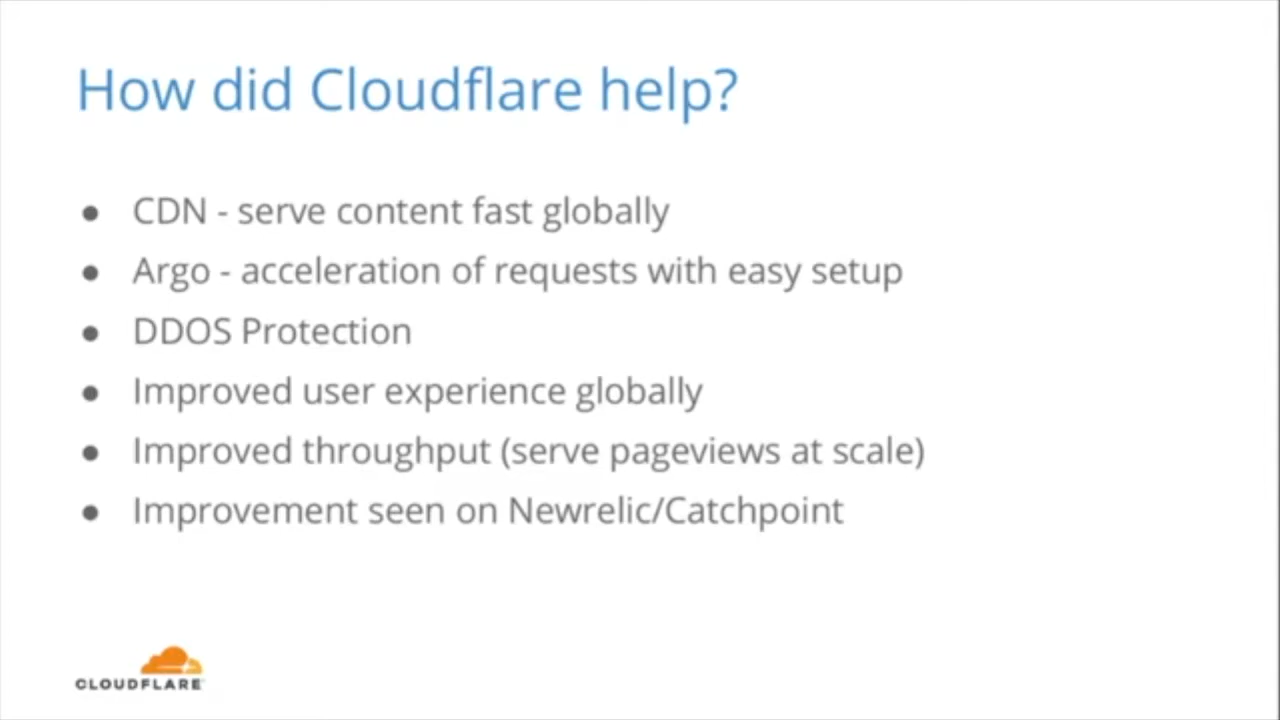 How did Cloudflare help?
● CDN - serve content fast globally
● Argo - acceleration of requests with easy setup
● DDOS Protection
● Improved user experience globally
● Improved throughput (serve pageviews at scale)
● Improvement seen on Newrelic/Catchpoint
CLOUDFLARE